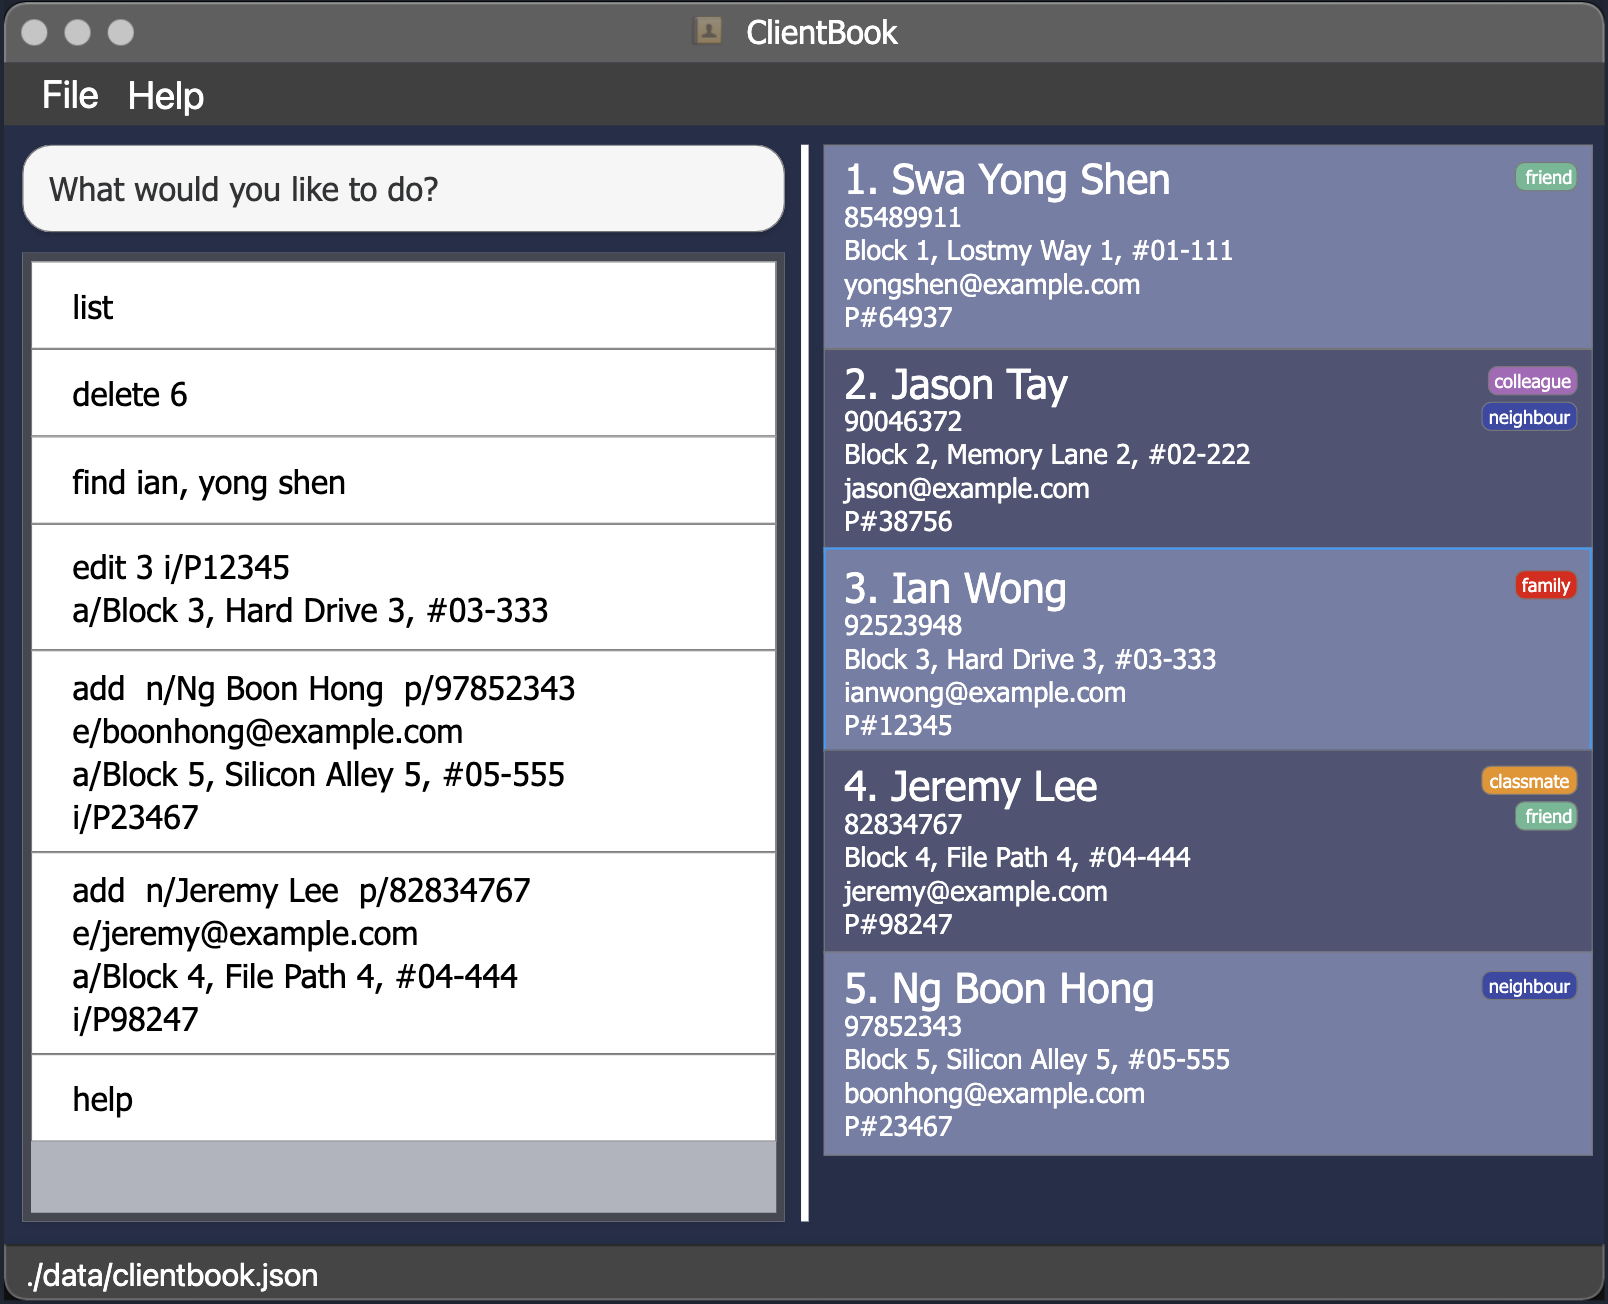 ClientBook
File Help
What would you like to do?
list
delete 6
find ian, yong shen
edit 3 i/P12345
a/Block 3, Hard Drive 3, #03-333
add  n/Ng Boon Hong  p/97852343
e/boonhong@example.com
a/Block 5, Silicon Alley 5, #05-555
i/P23467
add  n/Jeremy Lee  p/82834767
e/jeremy@example.com
a/Block 4, File Path 4, #04-444
i/P98247
help
1. Swa Yong Shen
friend
85489911
Block 1, Lostmy Way 1, #01-111
yongshen@example.com
P#64937
2. Jason Tay
colleague
neighbour
90046372
Block 2, Memory Lane 2, #02-222
jason@example.com
P#38756
3. Ian Wong
family
92523948
Block 3, Hard Drive 3, #03-333
ianwong@example.com
P#12345
4. Jeremy Lee
classmate
friend
82834767
Block 4, File Path 4, #04-444
jeremy@example.com
P#98247
5. Ng Boon Hong
neighbour
97852343
Block 5, Silicon Alley 5, #05-555
boonhong@example.com
P#23467
./data/clientbook.json